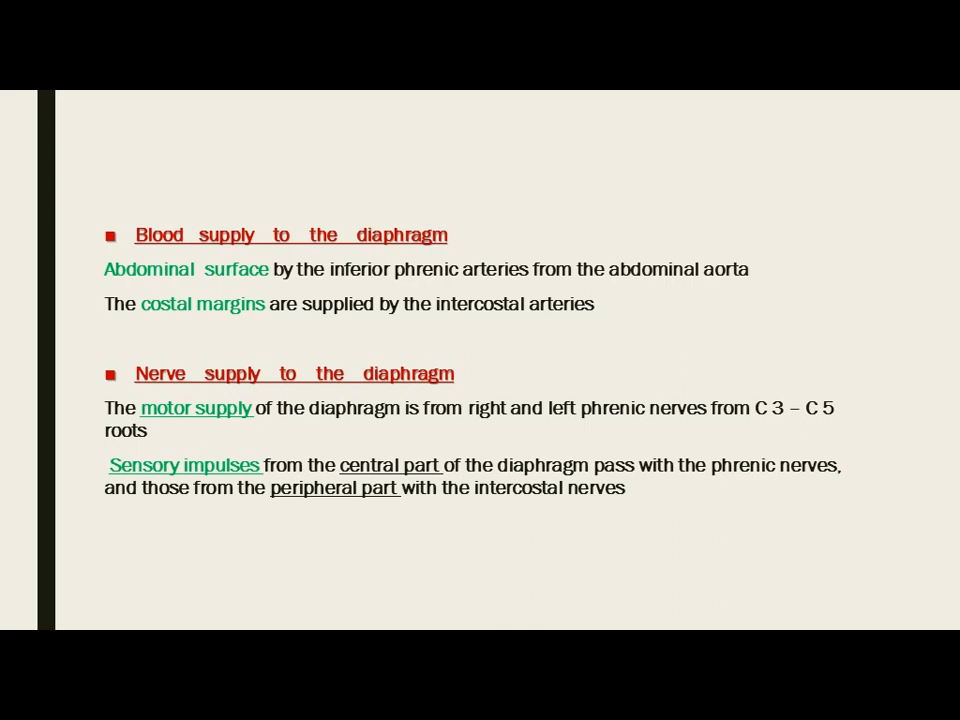 ■ Blood supply to the diaphragm
Abdominal surface by the inferior phrenic arteries from the abdominal aorta
The costal margins are supplied by the intercostal arteries
■ Nerve supply to the diaphragm
The motor supply of the diaphragm is from right and left phrenic nerves from C 3 – C 5
roots
Sensory impulses from the central part of the diaphragm pass with the phrenic nerves,
and those from the peripheral part with the intercostal nerves